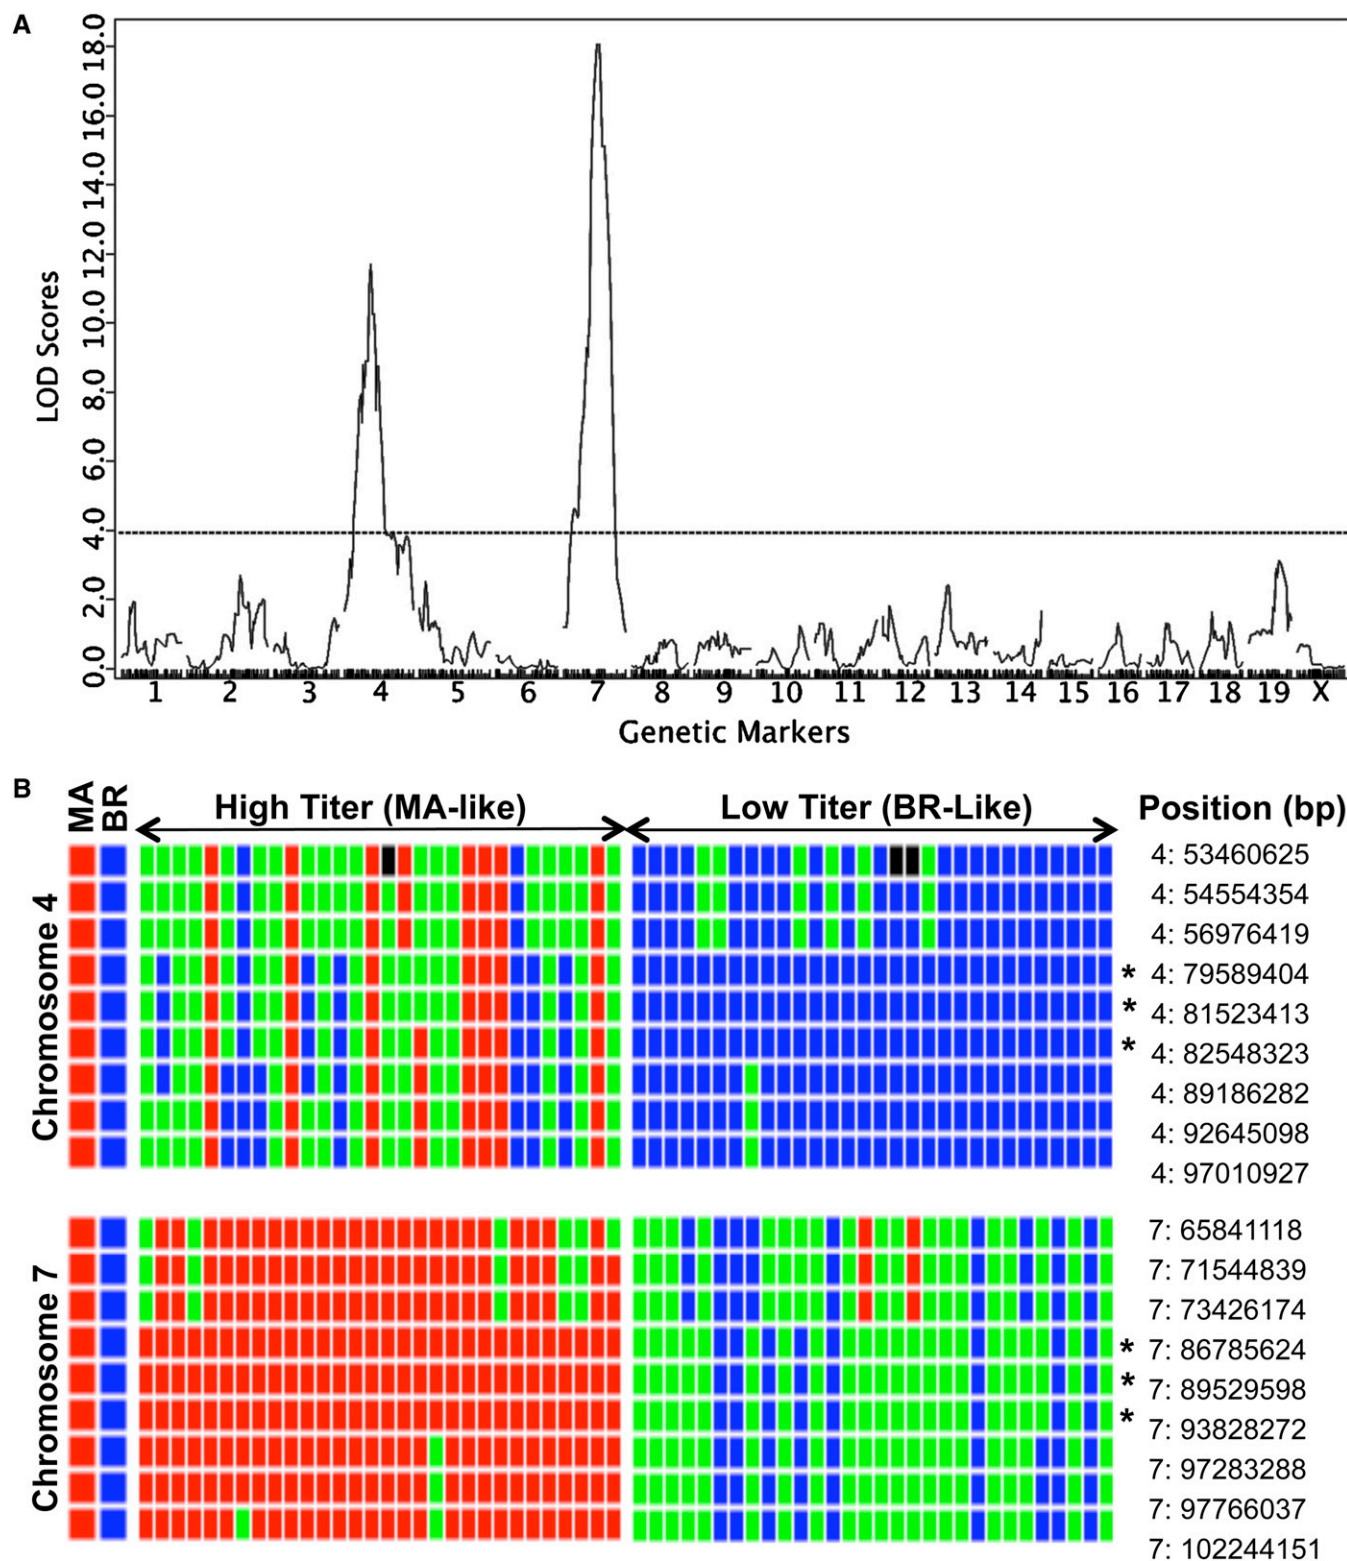 A
LOD Scores
18.0
16.0
14.0
12.0
10.0
8.0
6.0
4.0
2.0
0.0
1 2 3 4 5 6 7 8 9 10 11 12 13 14 15 16 17 18 19 X
Genetic Markers
B
MA
BR
High Titer (MA-like)
Low Titer (BR-Like)
Position (bp)
Chromosome 4
4: 53460625
4: 54554354
4: 56976419
* 4: 79589404
* 4: 81523413
* 4: 82548323
4: 89186282
4: 92645098
4: 97010927
Chromosome 7
7: 65841118
7: 71544839
7: 73426174
* 7: 86785624
* 7: 89529598
* 7: 93828272
7: 97283288
7: 97766037
7: 102244151